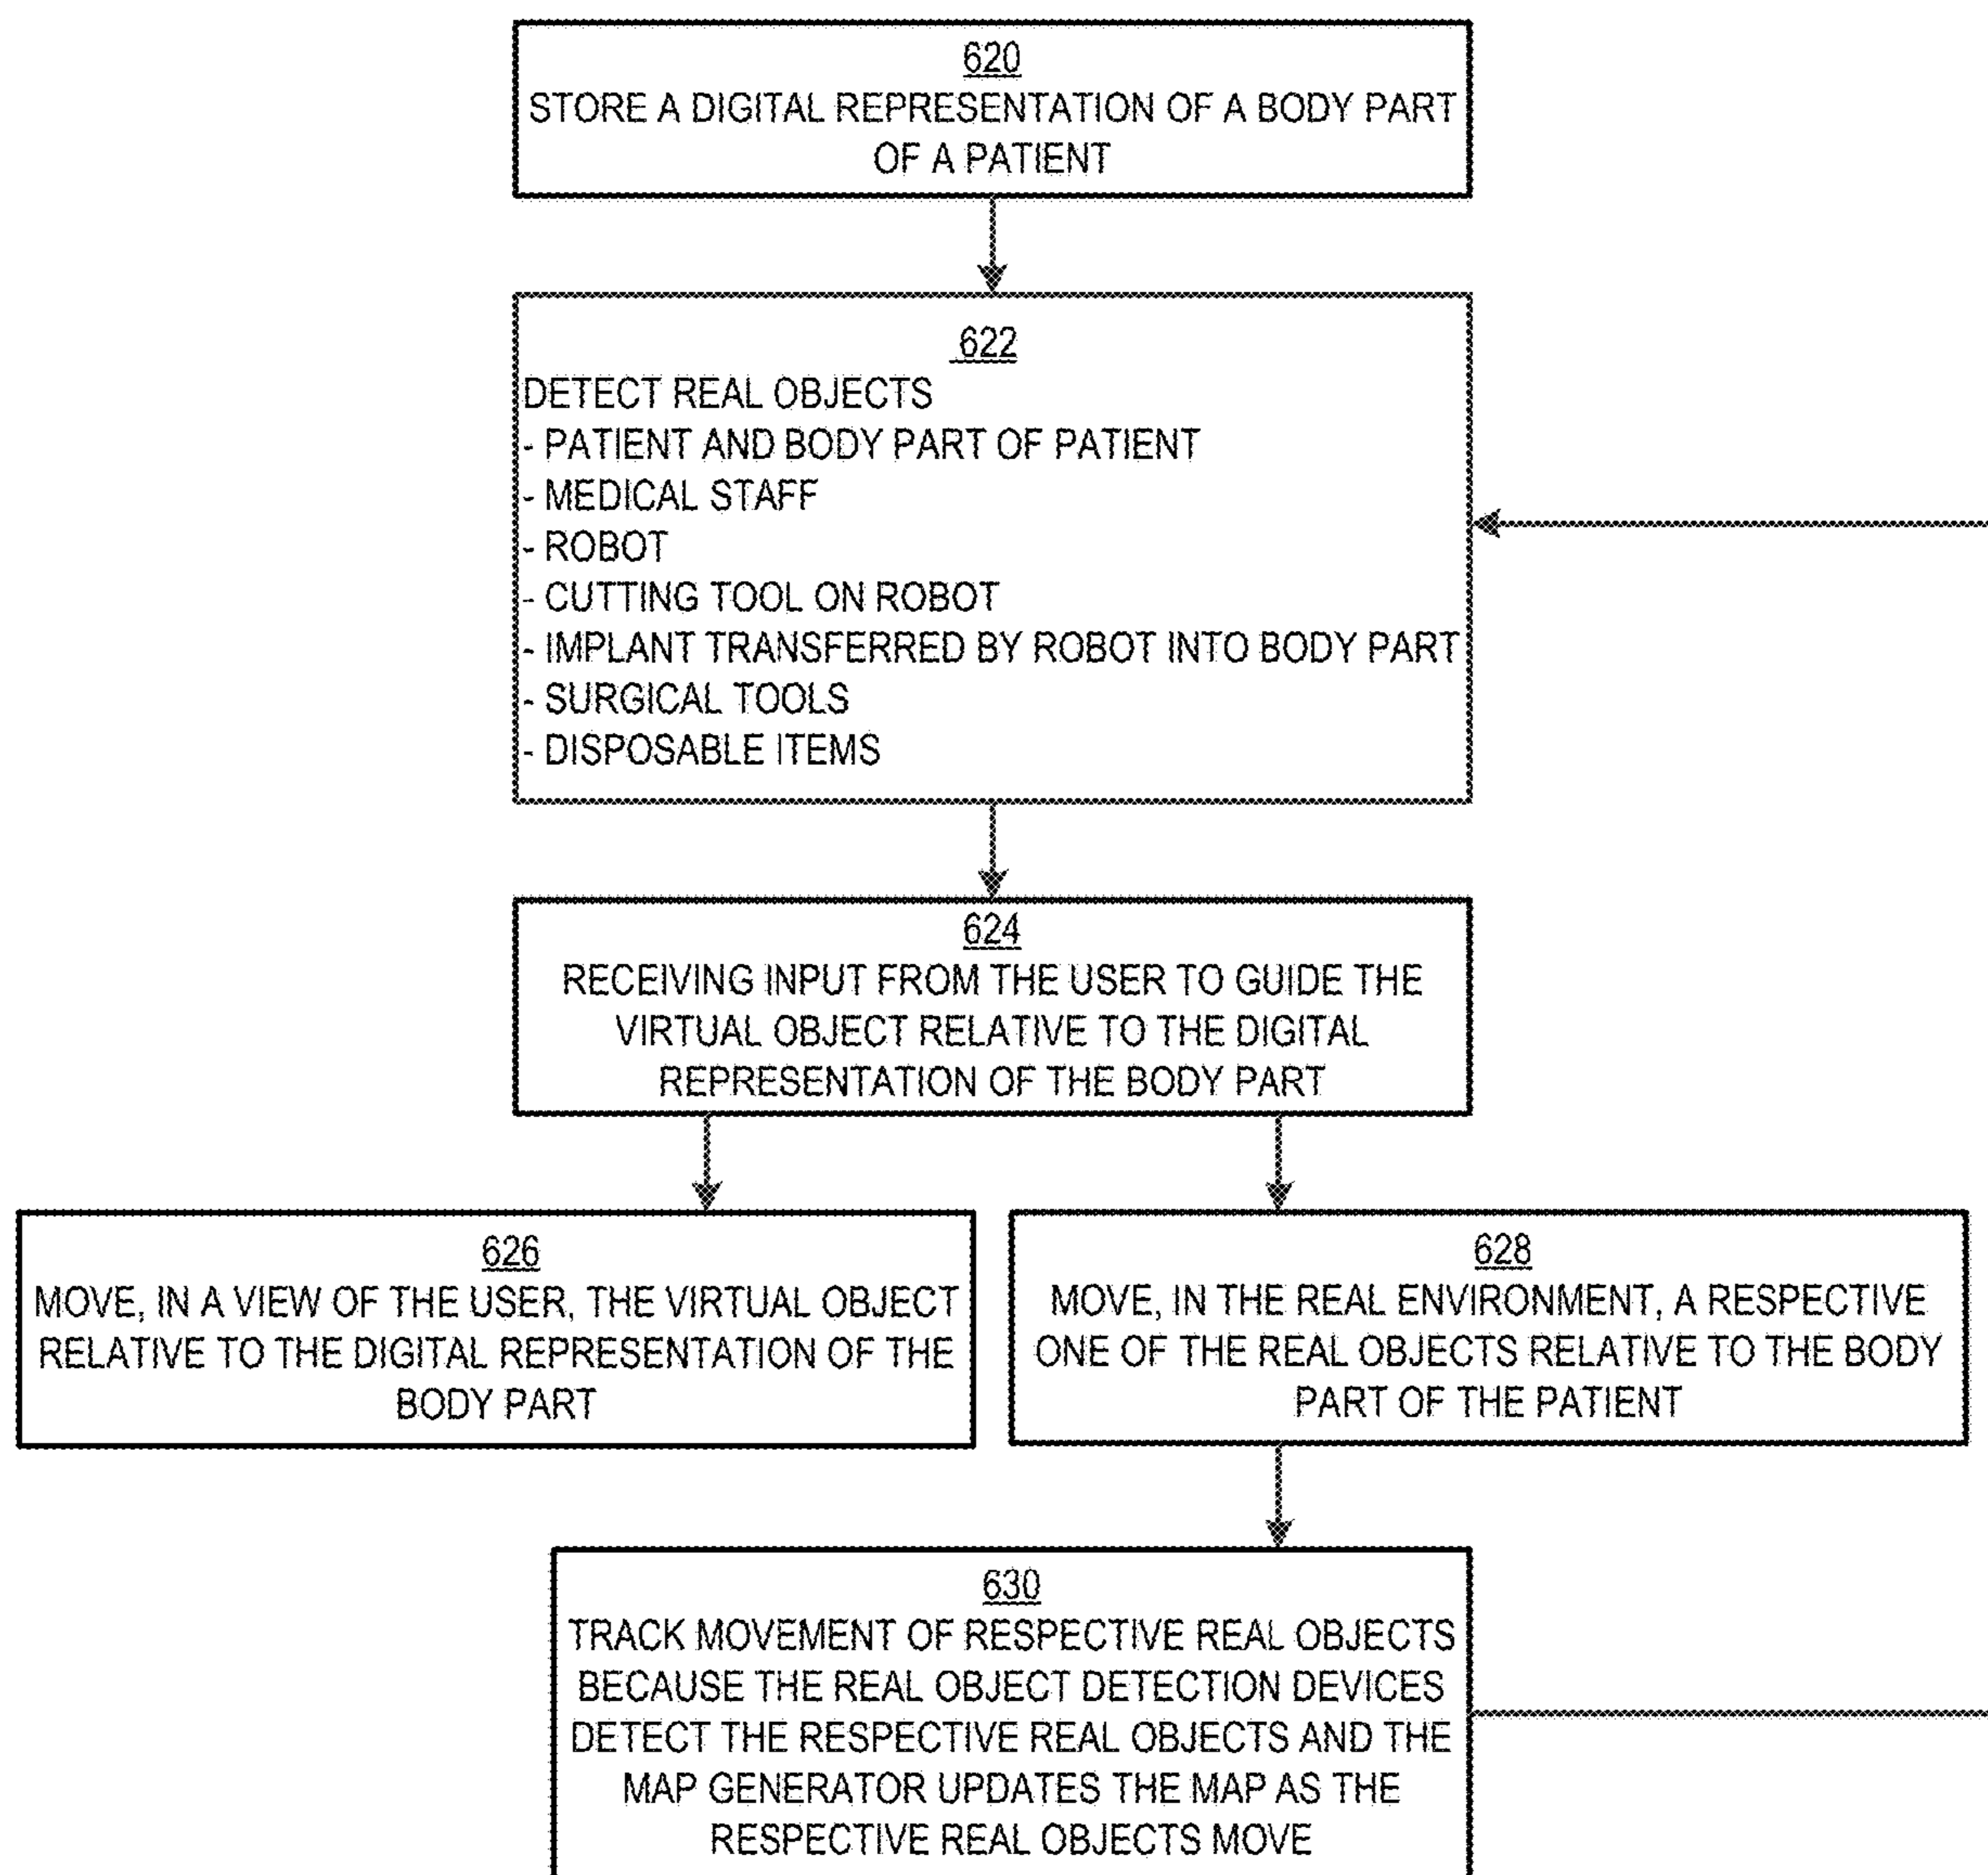 620
STORE A DIGITAL REPRESENTATION OF A BODY PART
OF A PATIENT
622
DETECT REAL OBJECTS
- PATIENT AND BODY PART OF PATIENT
- MEDICAL STAFF
- ROBOT
- CUTTING TOOL ON ROBOT
- IMPLANT TRANSFERRED BY ROBOT INTO BODY PART
- SURGICAL TOOLS
- DISPOSABLE ITEMS
624
RECEIVING INPUT FROM THE USER TO GUIDE THE
VIRTUAL OBJECT RELATIVE TO THE DIGITAL
REPRESENTATION OF THE BODY PART
626
MOVE, IN A VIEW OF THE USER, THE VIRTUAL OBJECT
RELATIVE TO THE DIGITAL REPRESENTATION OF THE
BODY PART
628
MOVE, IN THE REAL ENVIRONMENT, A RESPECTIVE
ONE OF THE REAL OBJECTS RELATIVE TO THE BODY
PART OF THE PATIENT
630
TRACK MOVEMENT OF RESPECTIVE REAL OBJECTS
BECAUSE THE REAL OBJECT DETECTION DEVICES
DETECT THE RESPECTIVE REAL OBJECTS AND THE
MAP GENERATOR UPDATES THE MAP AS THE
RESPECTIVE REAL OBJECTS MOVE